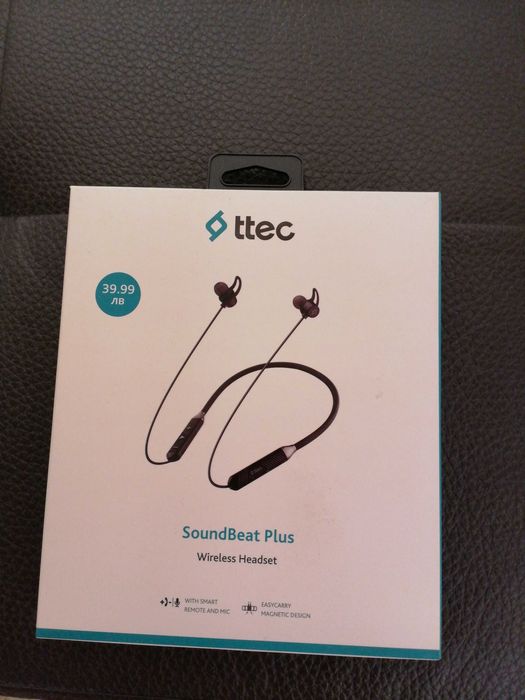 ttec
39.99
ЛВ
SoundBeat Plus
Wireless Headset
WITH SMART
REMOTE AND MIC
EASYCARRY
MAGNETIC DESIGN